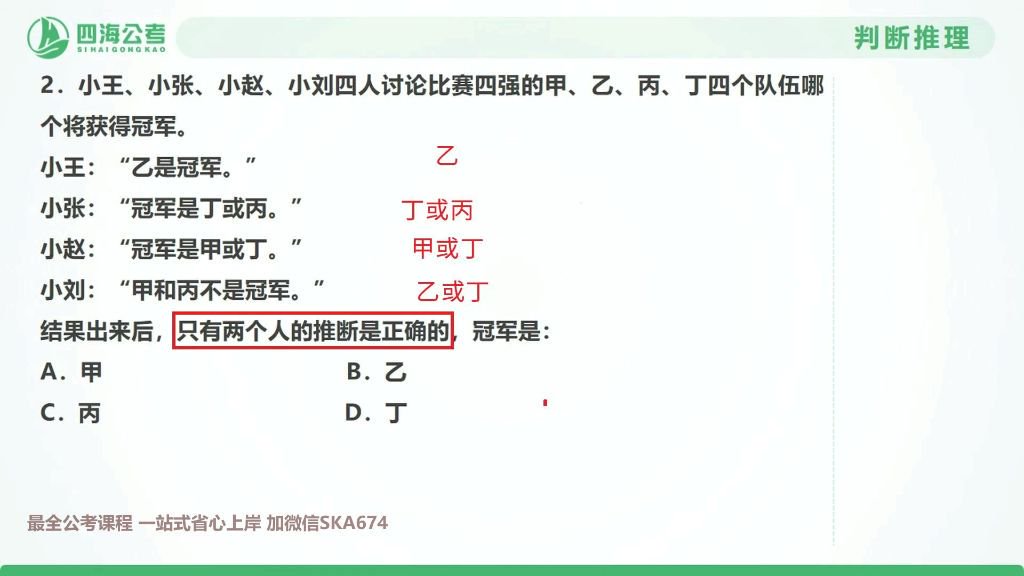 四海公考
SIHAIGONGKAO
判断推理
2. 小王、小张、小赵、小刘四人讨论比赛四强的甲、乙、丙、丁四个队伍哪
个将获得冠军。
小王：“乙是冠军。”
乙
小张：“冠军是丁或丙。”
丁或丙
小赵：“冠军是甲或丁。”
甲或丁
小刘：“甲和丙不是冠军。”
乙或丁
结果出来后，只有两个人的推断是正确的，冠军是：
A. 甲
B. 乙
C. 丙
D. 丁
最全公考课程 一站式省心上岸 加微信SKA674